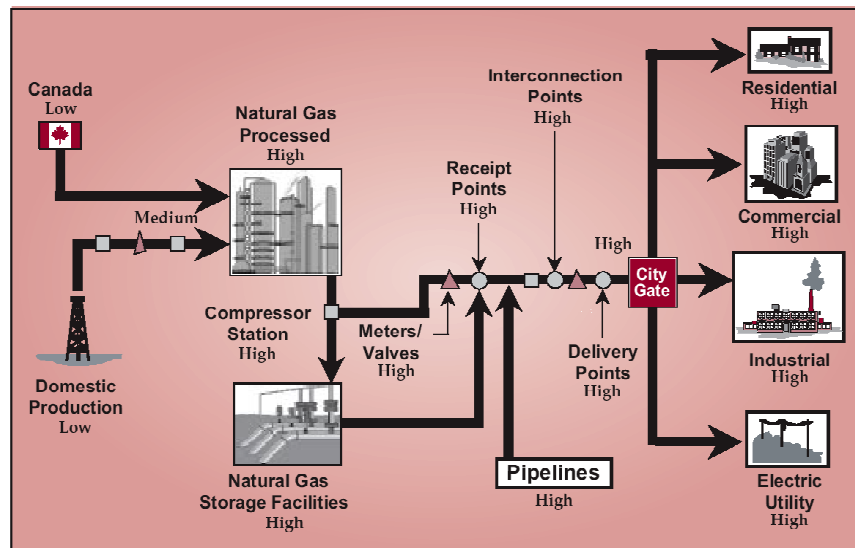 Canada
Low
Natural Gas
Processed
High
Interconnection
Points
High
Residential
High
Medium
Receipt
Points
High
Commercial
High
High
City
Gate
Compressor
Station
High
Meters/
Valves
High
Delivery
Points
High
Industrial
High
Domestic
Production
Low
Natural Gas
Storage Facilities
High
Pipelines
High
Electric
Utility
High